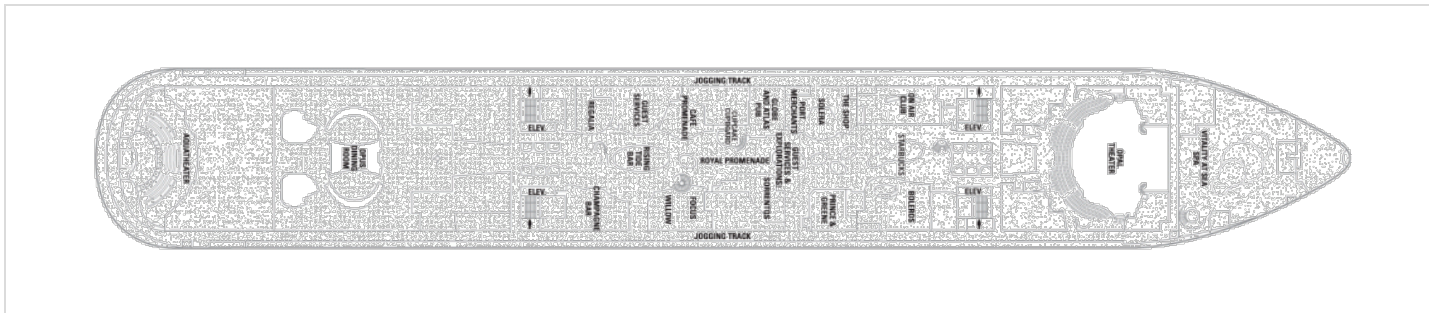 JOGGING TRACK
AQUATHEATER
OPUS
DINING
ROOM
ELEV.
ELEV.
REGALIA
GUEST
SERVICES
CAFE
PROMENADE
CUPCAKE
CUPBOARD
GLOBE
AND ATLAS
PUB
PORT
MERCHANTS
SOLERA
THE SHOP
ON AIR
CLUB
ELEV.
ELEV.
RISING
TIDE
BAR
ROYAL PROMENADE
GUEST
SERVICES &
EXPLORATIONS!
STARBUCKS
CHAMPAGNE
BAR
WILLOW
FOCUS
SORRENTOS
PRINCE &
GREENE
BOLEROS
OPAL
THEATER
VITALITY AT SEA
SPA
JOGGING TRACK